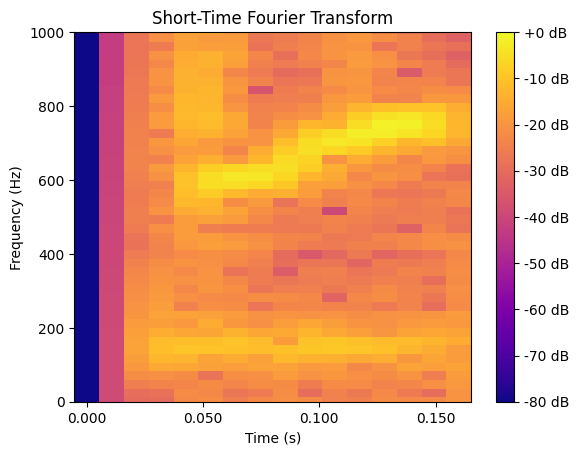 Short-Time Fourier Transform
1000
800
600
400
200
0
Frequency (Hz)
0.000
0.050
0.100
0.150
Time (s)
+0 dB
-10 dB
-20 dB
-30 dB
-40 dB
-50 dB
-60 dB
-70 dB
-80 dB